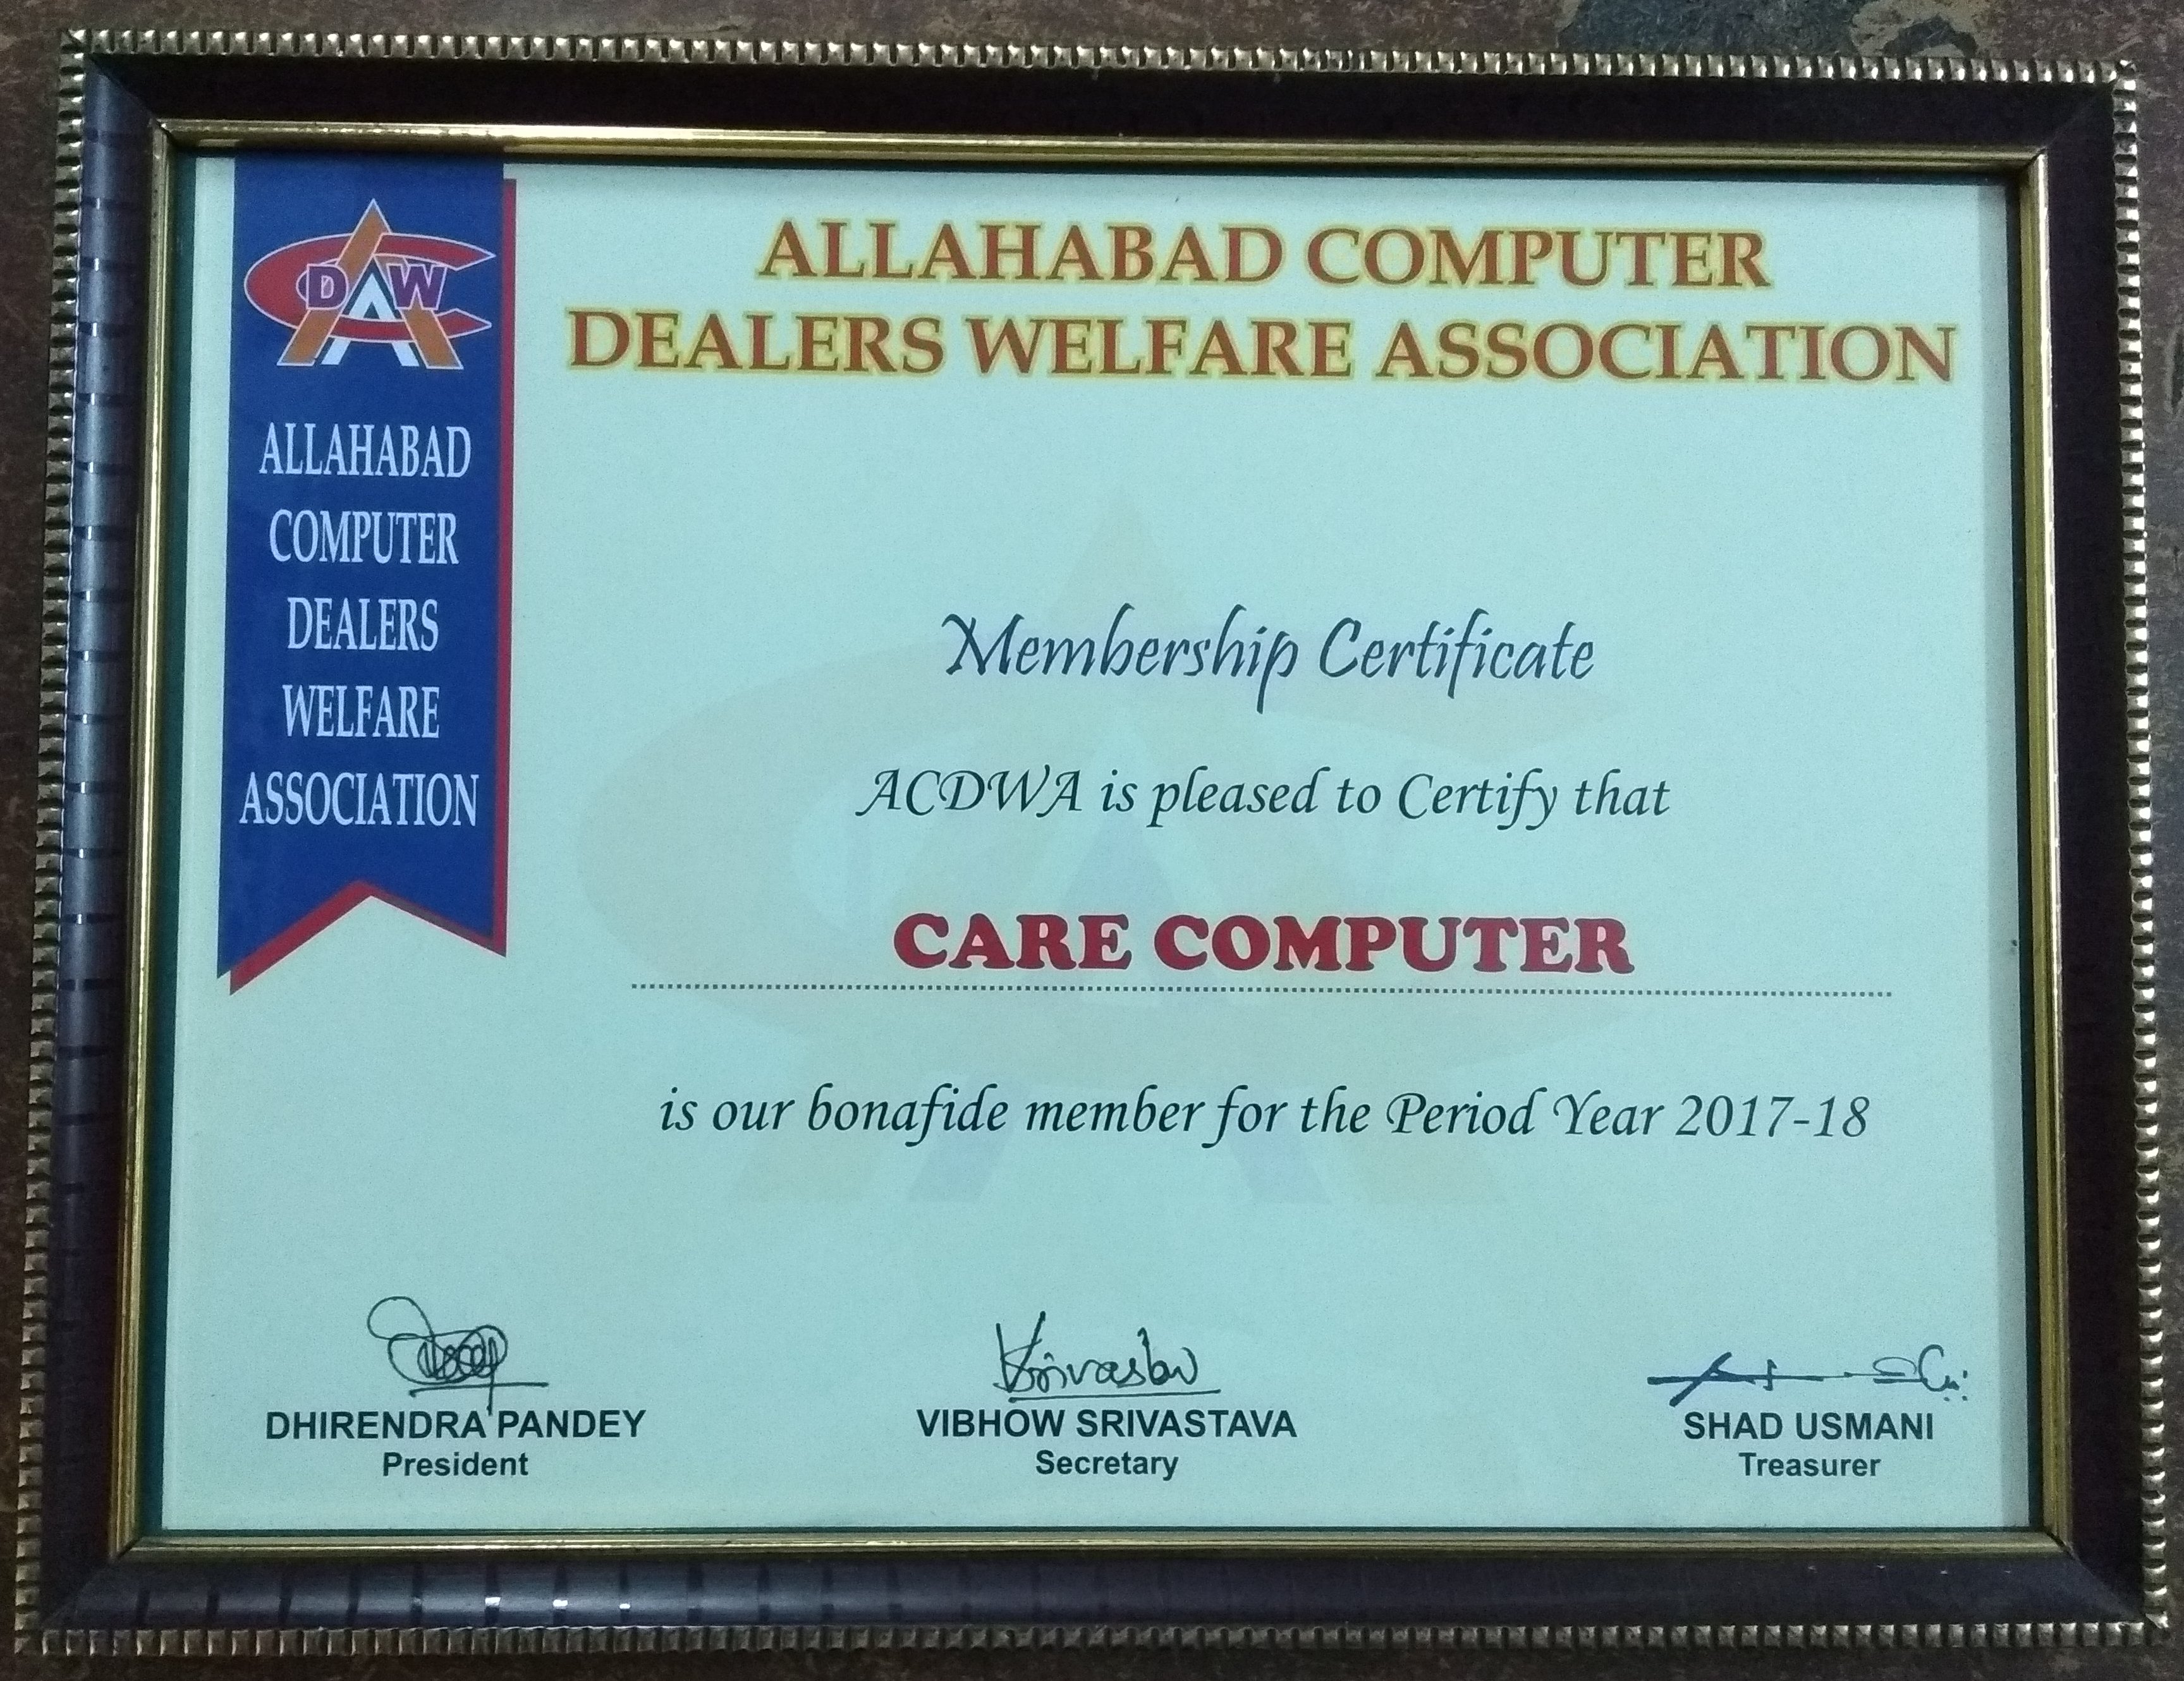 DAW
ALLAHABAD
COMPUTER
DEALERS
WELFARE
ASSOCIATION
ALLAHABAD COMPUTER
DEALERS WELFARE ASSOCIATION
Membership Certificate
ACDWA is pleased to Certify that
CARE COMPUTER
is our bonafide member for the Period Year 2017-18
DHIRENDRA PANDEY
President
Vsrivastav
VIBHOW SRIVASTAVA
Secretary
SHAD USMANI
Treasurer